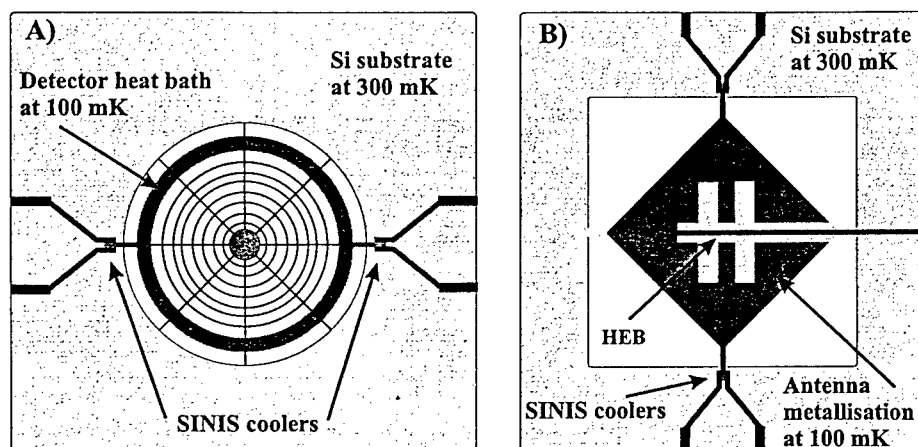 A)
Detector heat bath
at 100 mK
Si substrate
at 300 mK
SINIS coolers
B)
Si substrate
at 300 mK
HEB
SINIS coolers
Antenna
metallisation
at 100 mK